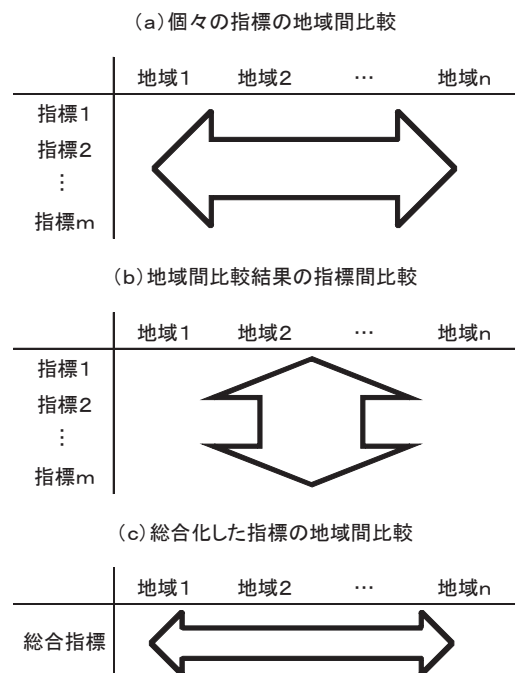 (a)個々の指標の地域間比較
地域1 地域2 … 地域n
指標1
指標2
⋮
指標m
(b)地域間比較結果の指標間比較
地域1 地域2 … 地域n
指標1
指標2
⋮
指標m
(c)総合化した指標の地域間比較
地域1 地域2 … 地域n
総合指標